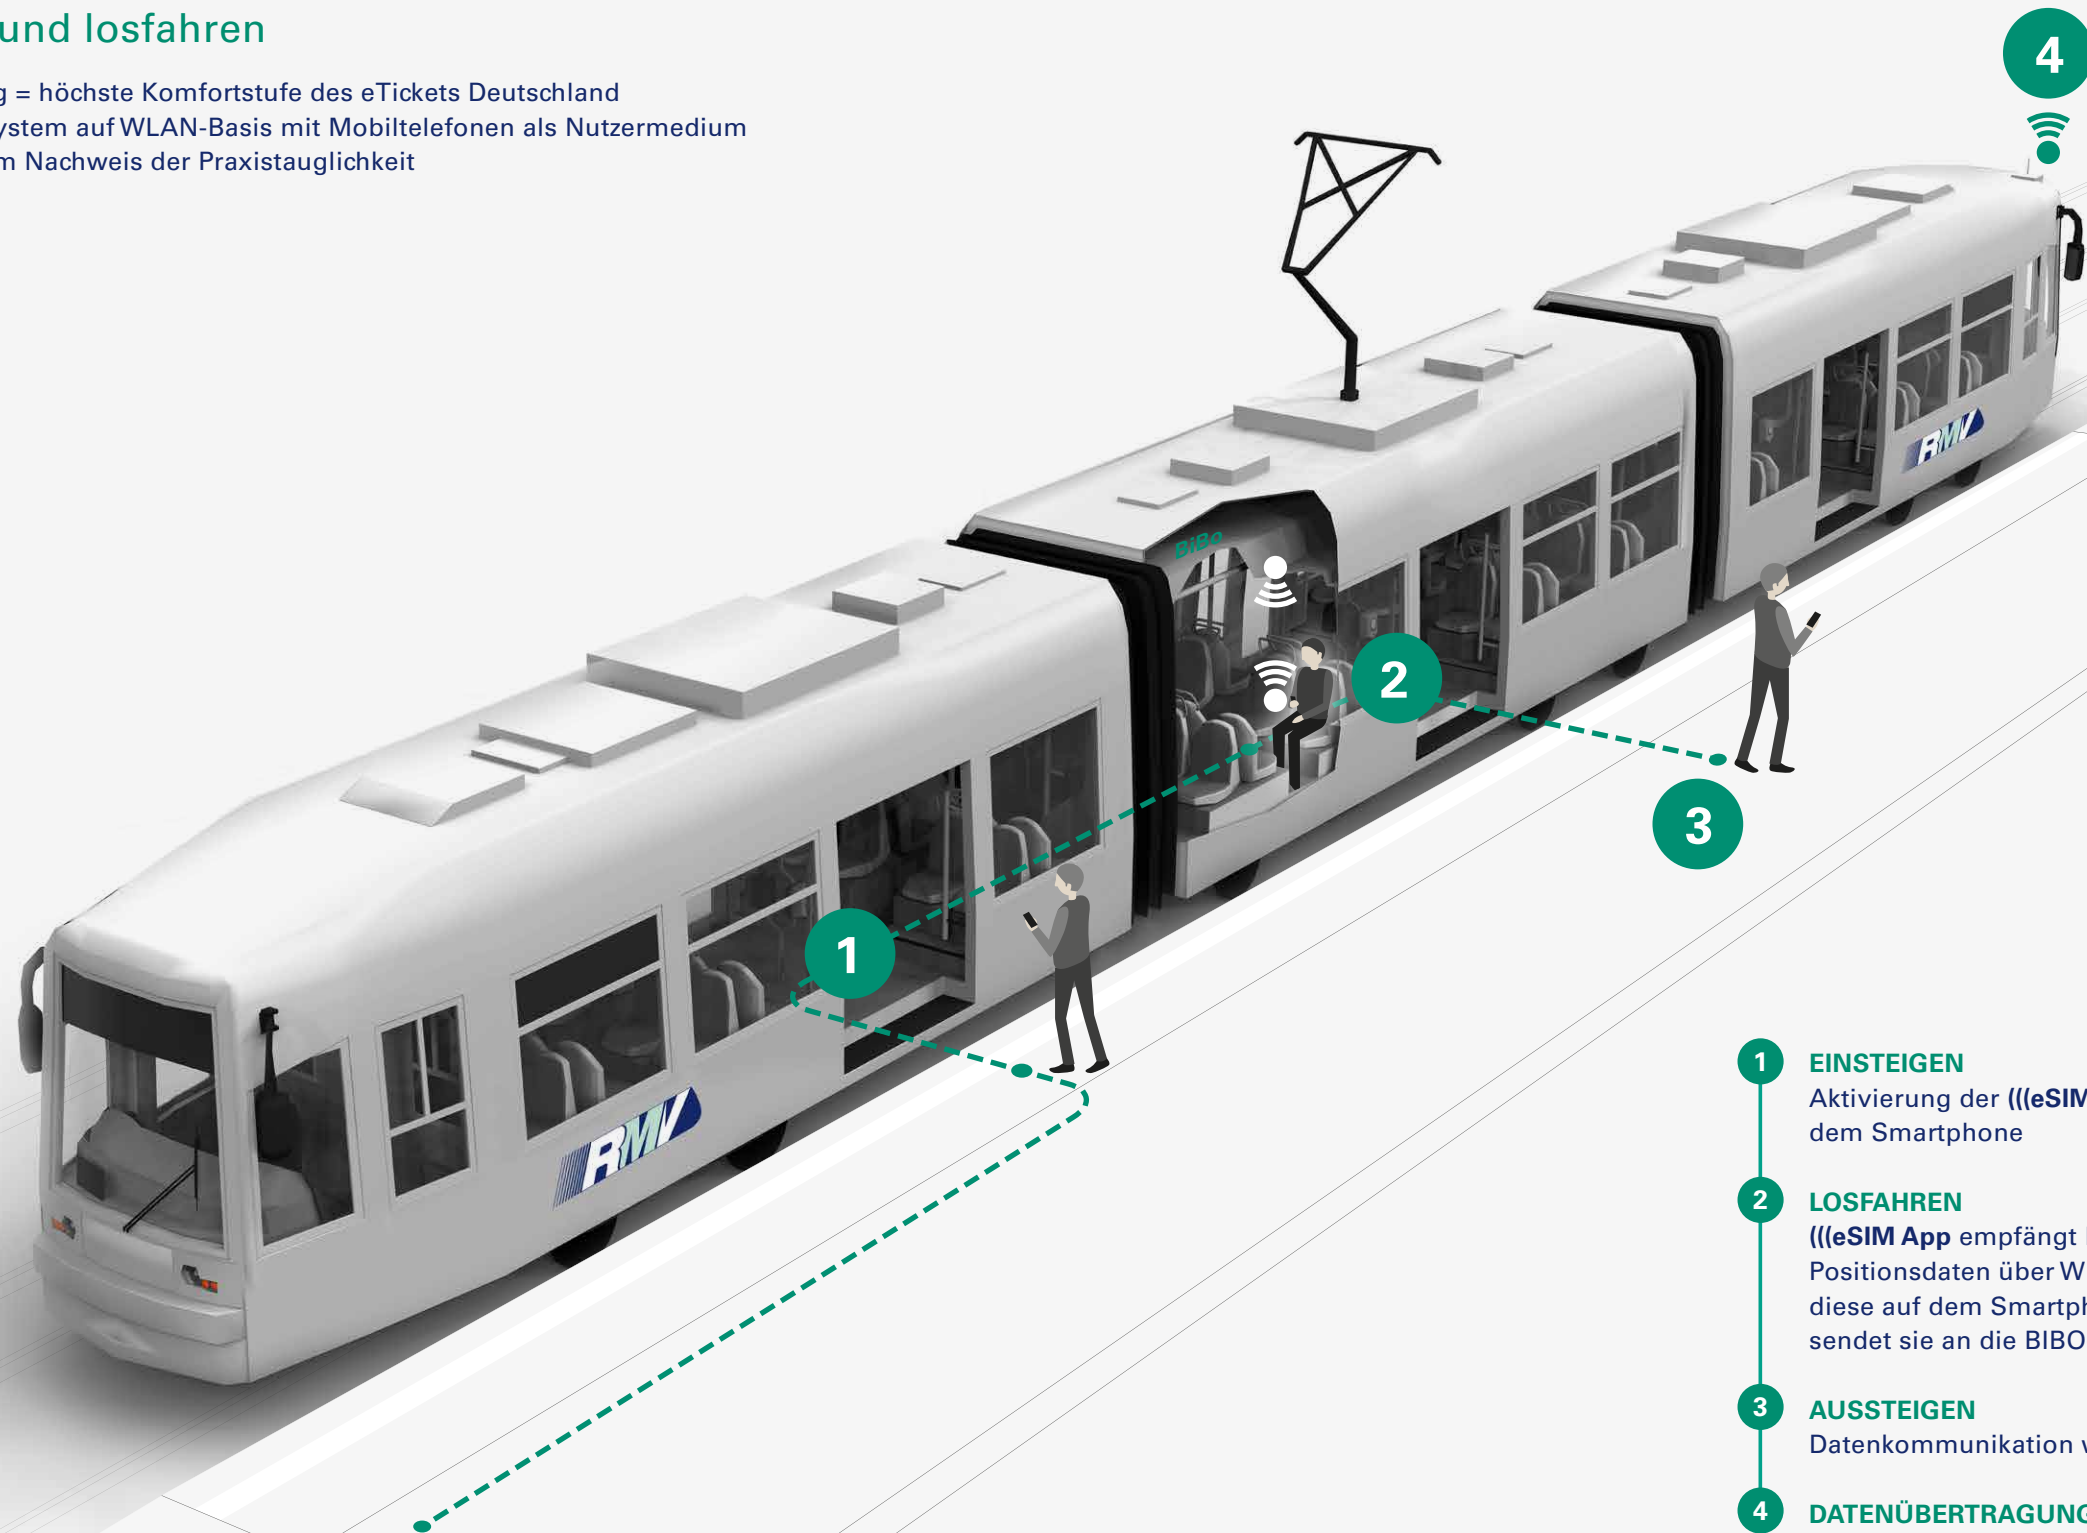 und losfahren
g = höchste Komfortstufe des eTickets Deutschland
ystem auf WLAN-Basis mit Mobiltelefonen als Nutzermedium
m Nachweis der Praxistauglichkeit
4
RMV
BiBo
2
3
1
RMV
1 EINSTEIGEN
Aktivierung der (((eSIM
dem Smartphone
2 LOSFAHREN
(((eSIM App empfängt
Positionsdaten über W
diese auf dem Smartph
sendet sie an die BIBO
3 AUSSTEIGEN
Datenkommunikation w
4 DATENÜBERTRAGUNG